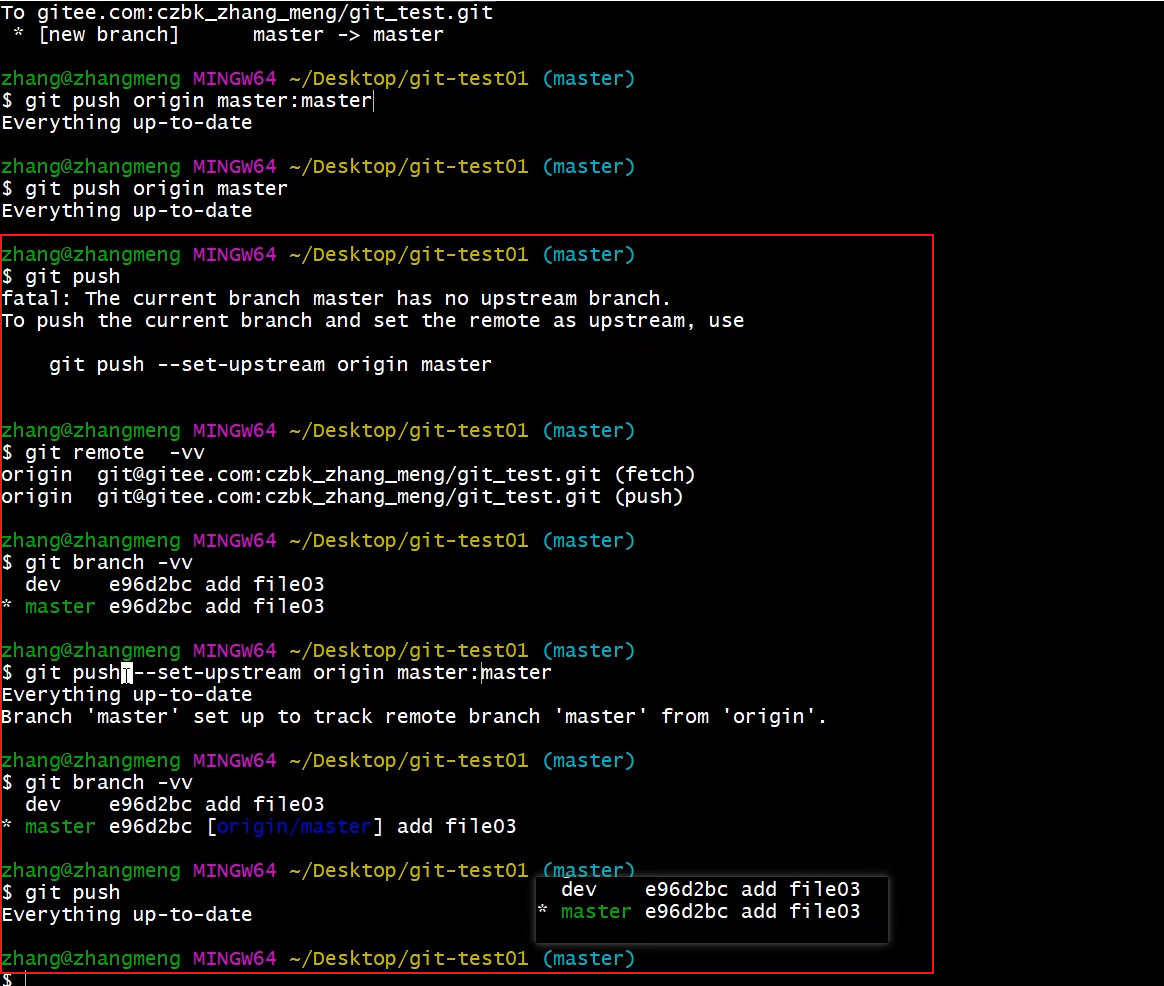 To gitee.com:czbk_zhang_meng/git_test.git
 * [new branch]      master -> master
zhang@zhangmeng MINGW64 ~/Desktop/git-test01 (master)
$ git push origin master:master
Everything up-to-date
zhang@zhangmeng MINGW64 ~/Desktop/git-test01 (master)
$ git push origin master
Everything up-to-date
zhang@zhangmeng MINGW64 ~/Desktop/git-test01 (master)
$ git push
fatal: The current branch master has no upstream branch.
To push the current branch and set the remote as upstream, use
    git push --set-upstream origin master
zhang@zhangmeng MINGW64 ~/Desktop/git-test01 (master)
$ git remote  -vv
origin  git@gitee.com:czbk_zhang_meng/git_test.git (fetch)
origin  git@gitee.com:czbk_zhang_meng/git_test.git (push)
zhang@zhangmeng MINGW64 ~/Desktop/git-test01 (master)
$ git branch -vv
  dev    e96d2bc add file03
* master e96d2bc add file03
zhang@zhangmeng MINGW64 ~/Desktop/git-test01 (master)
$ git push --set-upstream origin master:master
Everything up-to-date
Branch 'master' set up to track remote branch 'master' from 'origin'.
zhang@zhangmeng MINGW64 ~/Desktop/git-test01 (master)
$ git branch -vv
  dev    e96d2bc add file03
* master e96d2bc [origin/master] add file03
zhang@zhangmeng MINGW64 ~/Desktop/git-test01 (master)
$ git push
Everything up-to-date
  dev    e96d2bc add file03
* master e96d2bc add file03
zhang@zhangmeng MINGW64 ~/Desktop/git-test01 (master)
$